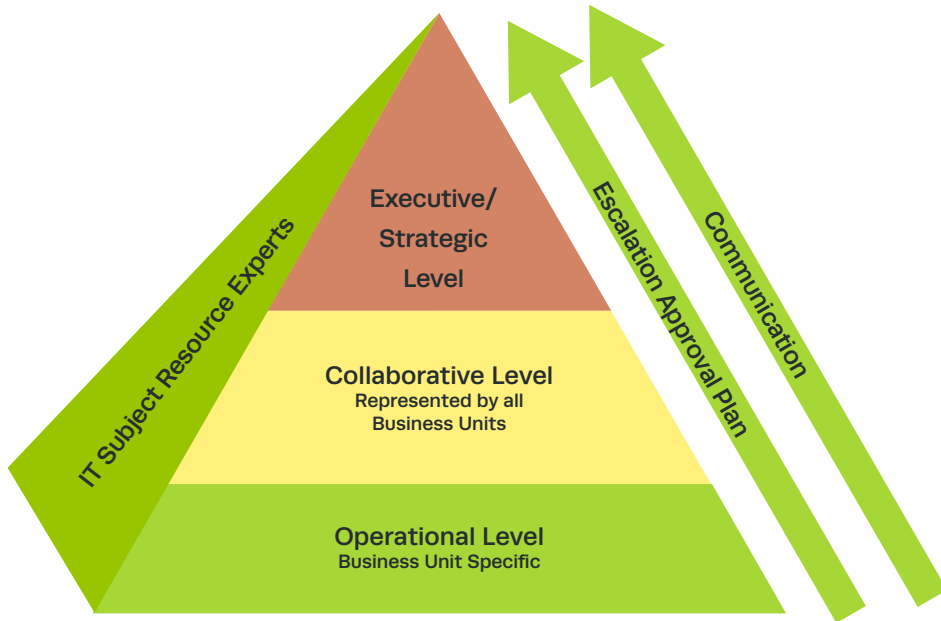 Executive/
Strategic
Level
Collaborative Level
Represented by all
Business Units
Operational Level
Business Unit Specific
IT Subject Resource Experts
Escalation Approval Plan
Communication